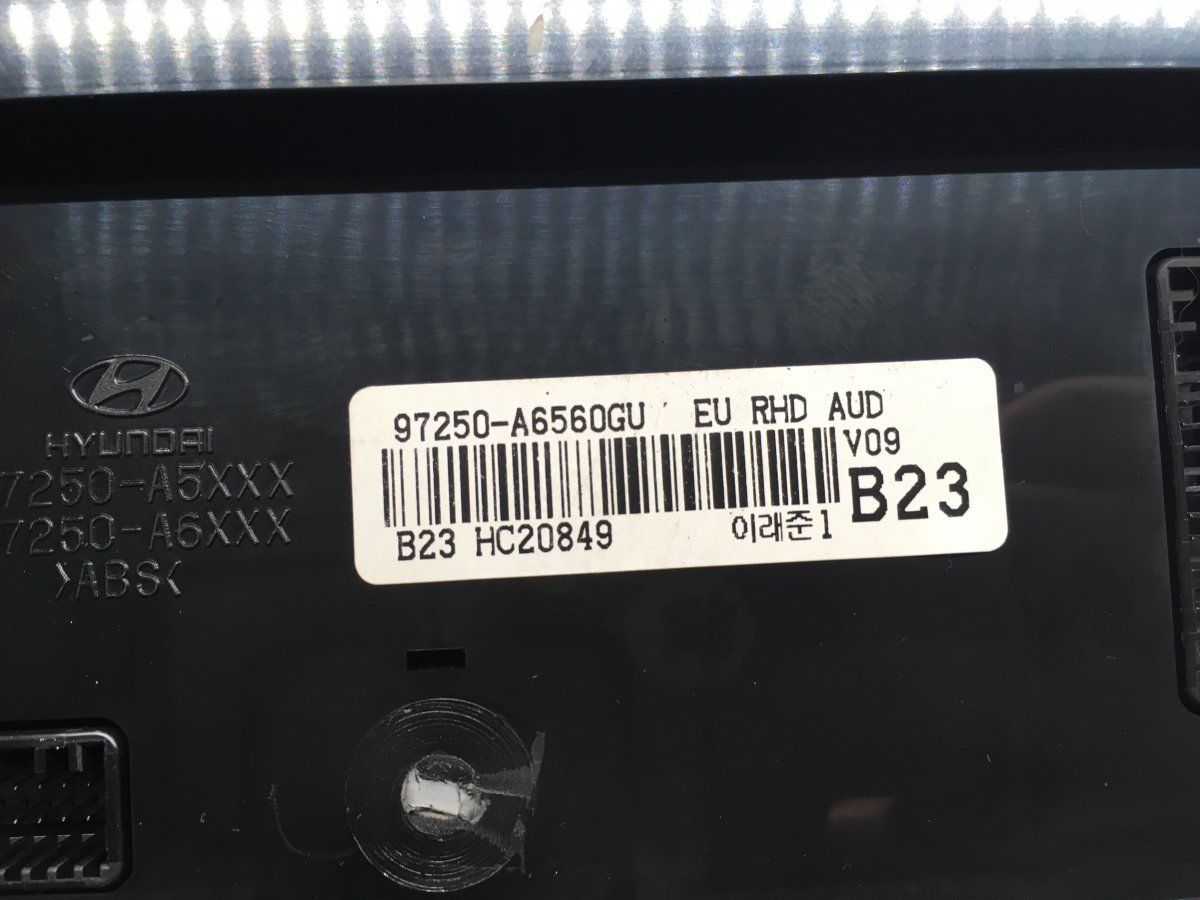 97250-A6560GU EU RHD AUD
V09
B23
B23 HC20849 이래준1
HYUNDAI
7250-A5XXX
7250-A6XXX
>ABS<